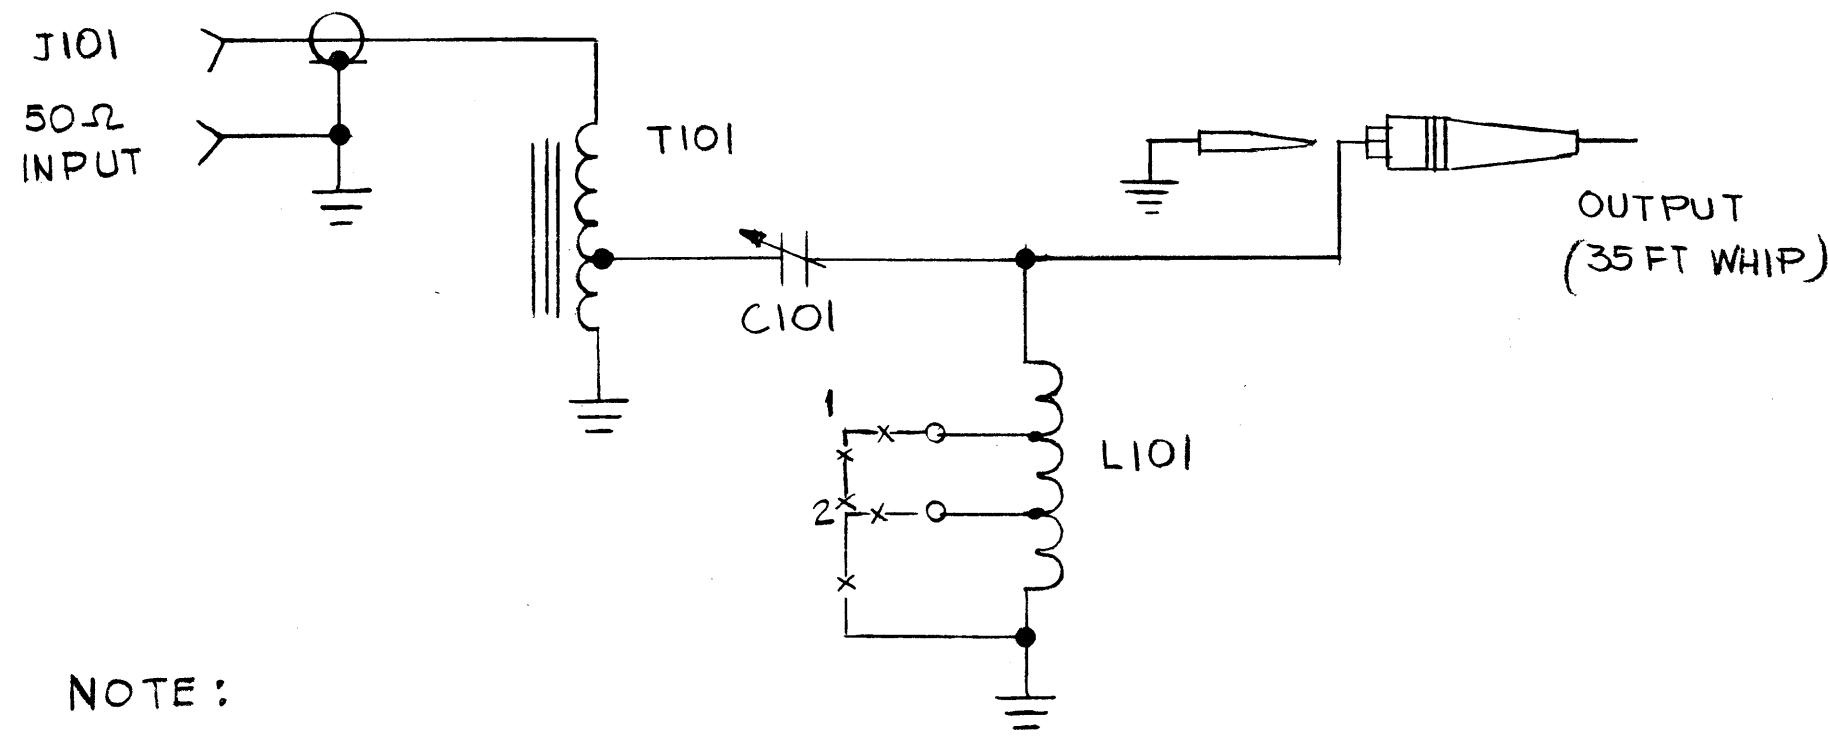 J101
50Ω
INPUT
T101
C101
OUTPUT
(35 FT WHIP)
1
2
L101
NOTE: